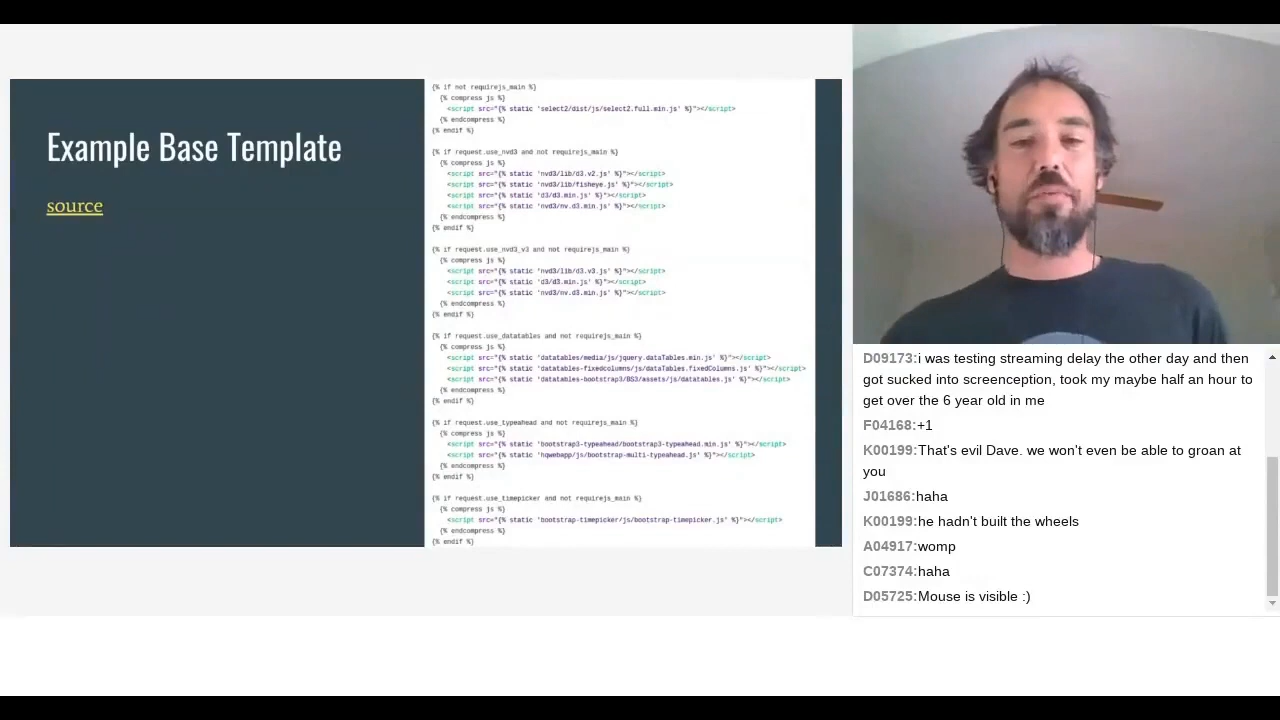 Example Base Template
source
{% if not requirejs_main %}
{% compress js %}
<script src="{% static 'select2/dist/js/select2.full.min.js' %}"></script>
{% endcompress %}
{% endif %}
{% if request.use_nvd3 and not requirejs_main %}
{% compress js %}
<script src="{% static 'nvd3/lib/d3.v2.js' %}"></script>
<script src="{% static 'nvd3/lib/fisheye.js' %}"></script>
<script src="{% static 'd3/d3.min.js' %}"></script>
<script src="{% static 'nvd3/nv.d3.min.js' %}"></script>
{% endcompress %}
{% endif %}
{% if request.use_nvd3_v3 and not requirejs_main %}
{% compress js %}
<script src="{% static 'nvd3/lib/d3.v3.js' %}"></script>
<script src="{% static 'd3/d3.min.js' %}"></script>
<script src="{% static 'nvd3/nv.d3.min.js' %}"></script>
{% endcompress %}
{% endif %}
{% if request.use_datatables and not requirejs_main %}
{% compress js %}
<script src="{% static 'datatables/media/js/jquery.dataTables.min.js' %}"></script>
<script src="{% static 'datatables-fixedcolumns/js/dataTables.fixedColumns.js' %}"></script>
<script src="{% static 'datatables-bootstrap3/BS3/assets/js/datatables.js' %}"></script>
{% endcompress %}
{% endif %}
{% if request.use_typeahead and not requirejs_main %}
{% compress js %}
<script src="{% static 'bootstrap3-typeahead/bootstrap3-typeahead.min.js' %}"></script>
<script src="{% static 'hqwebapp/js/bootstrap-multi-typeahead.js' %}"></script>
{% endcompress %}
{% endif %}
{% if request.use_timepicker and not requirejs_main %}
{% compress js %}
<script src="{% static 'bootstrap-timepicker/js/bootstrap-timepicker.js' %}"></script>
{% endcompress %}
{% endif %}
D09173:i was testing streaming delay the other day and then
got sucked into screenception, took my maybe half an hour to
get over the 6 year old in me
F04168:+1
K00199:That's evil Dave. we won't even be able to groan at
you
J01686:haha
K00199:he hadn't built the wheels
A04917:womp
C07374:haha
D05725:Mouse is visible :)